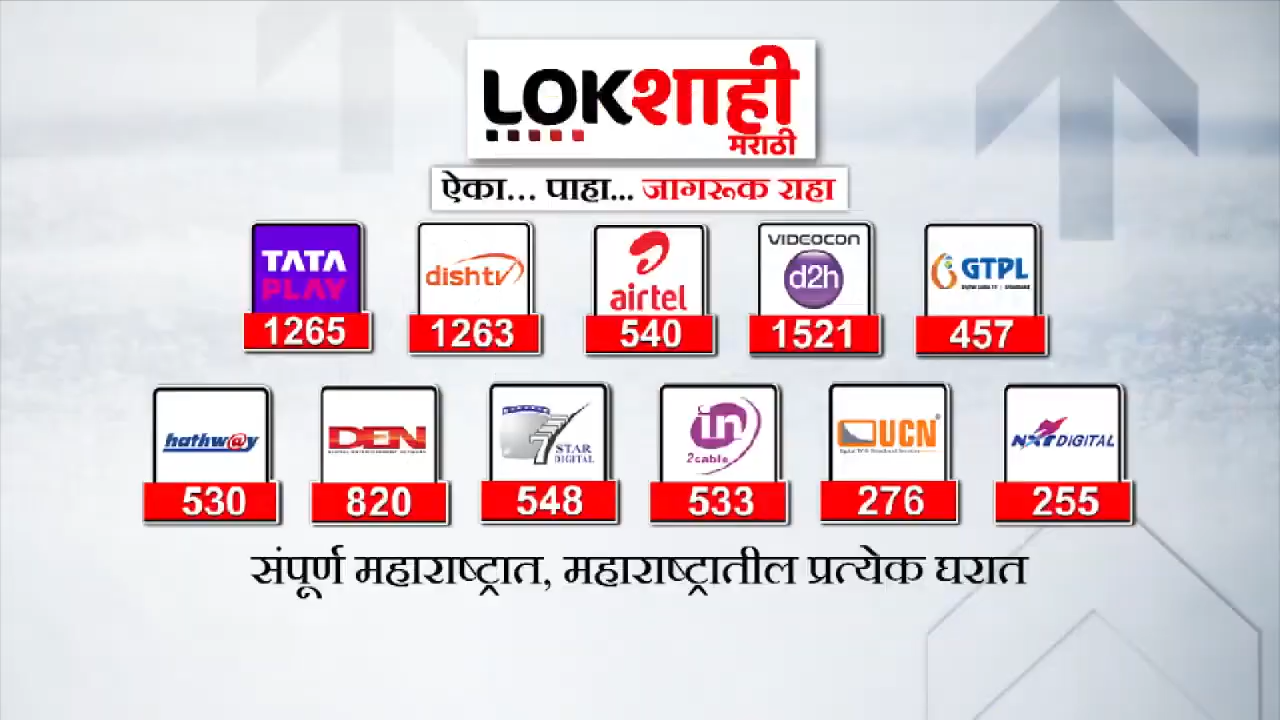 LOKशाही
मराठी
ऐका... पाहा... जागरूक राहा
TATA
PLAY
1265
dishtv
1263
airtel
540
VIDEOCON
d2h
1521
GTPL
457
hathw@y
530
DEN
820
7 STAR
DIGITAL
548
in
2cable
533
UCN
276
NXT DIGITAL
255
संपूर्ण महाराष्ट्रात, महाराष्ट्रातील प्रत्येक घरात